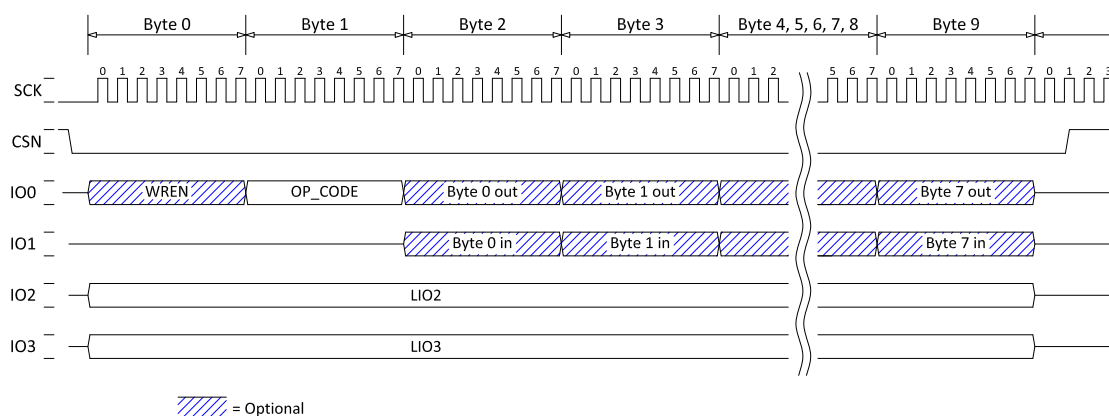 Byte 0 Byte 1 Byte 2 Byte 3 Byte 4, 5, 6, 7, 8 Byte 9
0 1 2 3 4 5 6 7 0 1 2 3 4 5 6 7 0 1 2 3 4 5 6 7 0 1 2 3 4 5 6 7 0 1 2 5 6 7 0 1 2 3 4 5 6 7 0 1 2 3
SCK
CSN
IO0 WREN OP_CODE Byte 0 out Byte 1 out Byte 7 out
IO1 Byte 0 in Byte 1 in Byte 7 in
IO2 LIO2
IO3 LIO3
= Optional